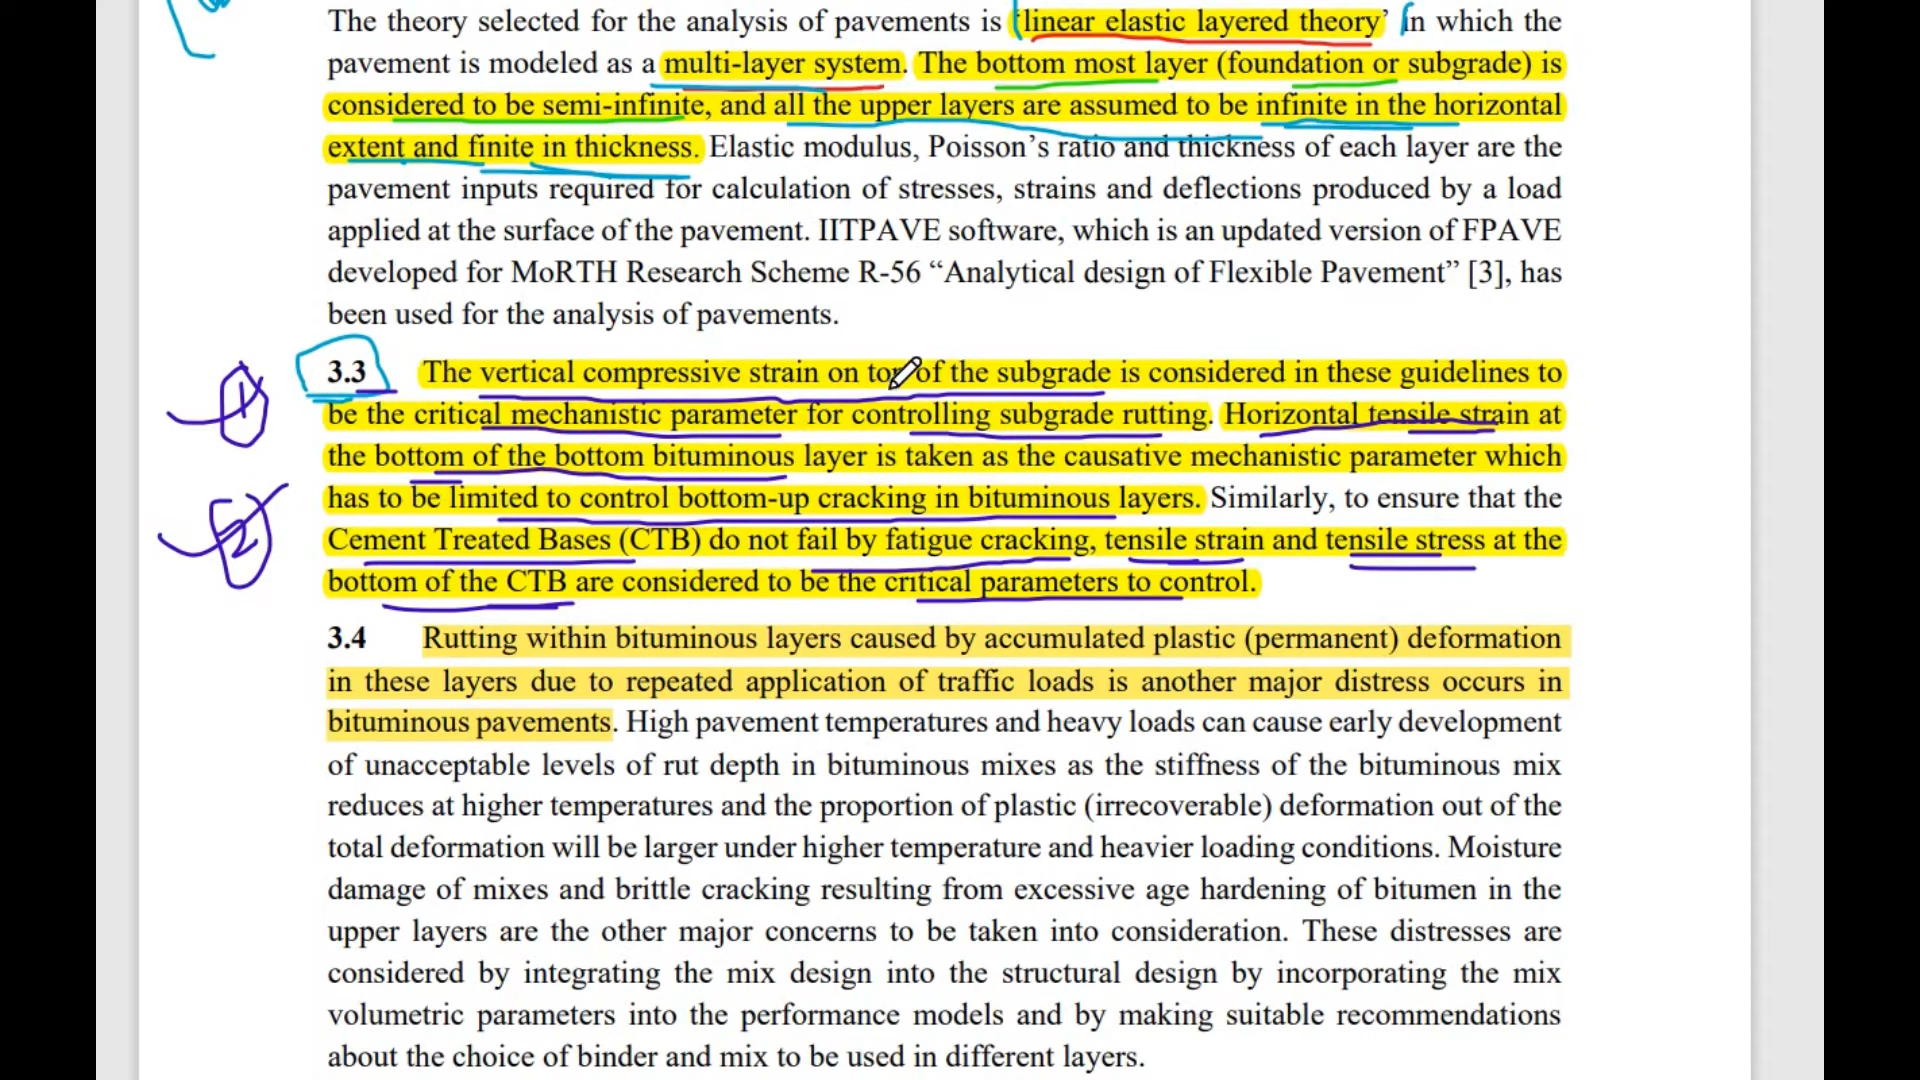 The theory selected for the analysis of pavements is ‘linear elastic layered theory’ in which the
pavement is modeled as a multi-layer system. The bottom most layer (foundation or subgrade) is
considered to be semi-infinite, and all the upper layers are assumed to be infinite in the horizontal
extent and finite in thickness. Elastic modulus, Poisson’s ratio and thickness of each layer are the
pavement inputs required for calculation of stresses, strains and deflections produced by a load
applied at the surface of the pavement. IITPAVE software, which is an updated version of FPAVE
developed for MoRTH Research Scheme R-56 “Analytical design of Flexible Pavement” [3], has
been used for the analysis of pavements.
3.3 The vertical compressive strain on top of the subgrade is considered in these guidelines to
1
be the critical mechanistic parameter for controlling subgrade rutting. Horizontal tensile strain at
the bottom of the bottom bituminous layer is taken as the causative mechanistic parameter which
has to be limited to control bottom-up cracking in bituminous layers. Similarly, to ensure that the
2
Cement Treated Bases (CTB) do not fail by fatigue cracking, tensile strain and tensile stress at the
bottom of the CTB are considered to be the critical parameters to control.
3.4 Rutting within bituminous layers caused by accumulated plastic (permanent) deformation
in these layers due to repeated application of traffic loads is another major distress occurs in
bituminous pavements. High pavement temperatures and heavy loads can cause early development
of unacceptable levels of rut depth in bituminous mixes as the stiffness of the bituminous mix
reduces at higher temperatures and the proportion of plastic (irrecoverable) deformation out of the
total deformation will be larger under higher temperature and heavier loading conditions. Moisture
damage of mixes and brittle cracking resulting from excessive age hardening of bitumen in the
upper layers are the other major concerns to be taken into consideration. These distresses are
considered by integrating the mix design into the structural design by incorporating the mix
volumetric parameters into the performance models and by making suitable recommendations
about the choice of binder and mix to be used in different layers.